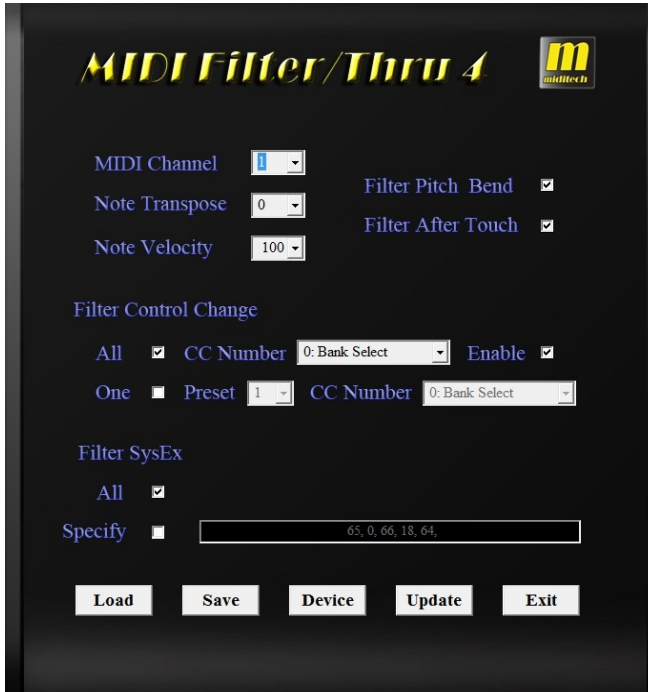 MIDI Filter/Thru 4
m
miditech
MIDI Channel 1
Filter Pitch Bend
Note Transpose 0
Filter After Touch
Note Velocity 100
Filter Control Change
All CC Number 0: Bank Select Enable
One Preset 1 CC Number 0: Bank Select
Filter SysEx
All
Specify 65, 0, 66, 18, 64,
Load Save Device Update Exit